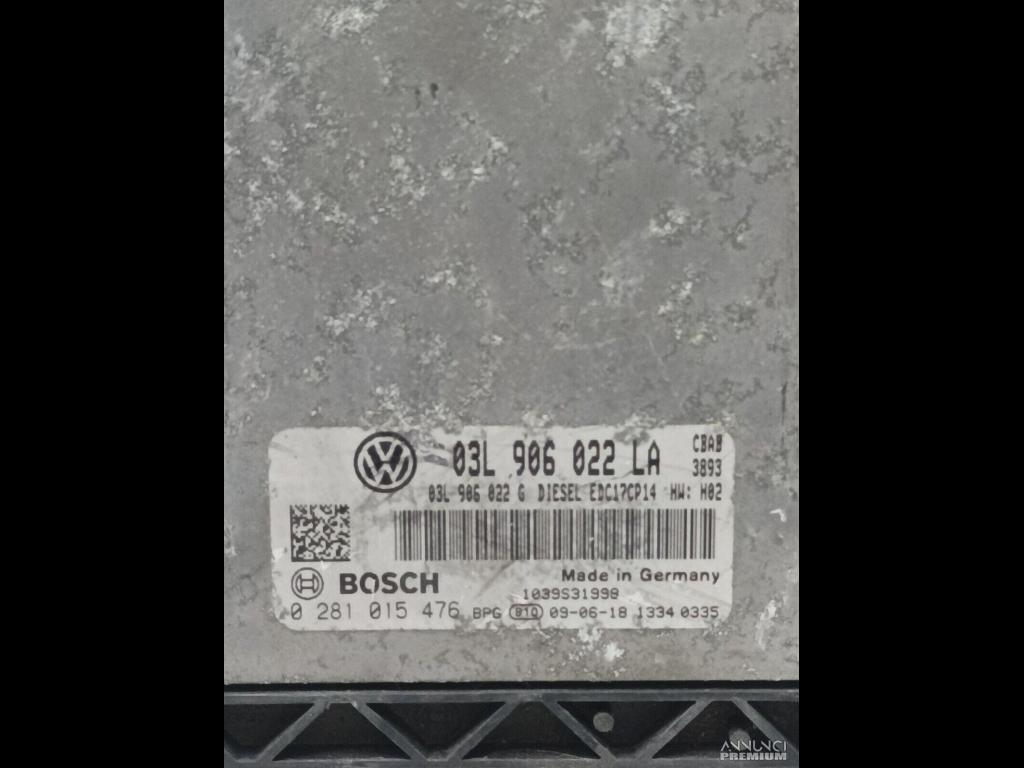 03L 906 022 LA CBAB
3893
03L 906 022 G DIESEL EDC17CP14 HW: H02
Made in Germany
BOSCH
1039S31998
0 281 015 476 BPG 910 09-06-18 1334 0335
ANNUNCI
PREMIUM